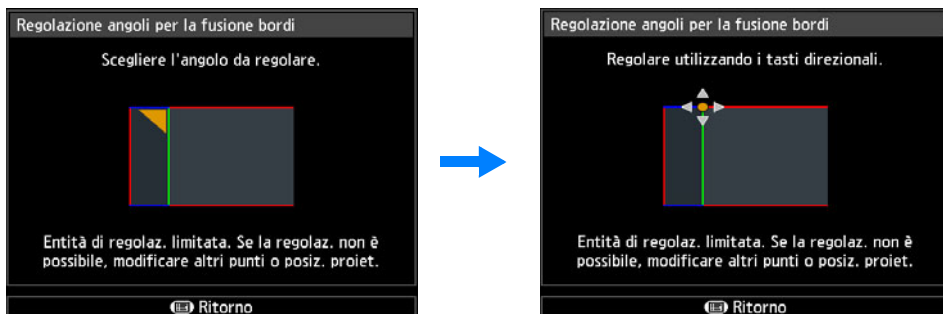 Regolazione angoli per la fusione bordi
Scegliere l'angolo da regolare.
Entità di regolaz. limitata. Se la regolaz. non è
possibile, modificare altri punti o posiz. proiet.
Ritorno
Regolazione angoli per la fusione bordi
Regolare utilizzando i tasti direzionali.
Entità di regolaz. limitata. Se la regolaz. non è
possibile, modificare altri punti o posiz. proiet.
Ritorno